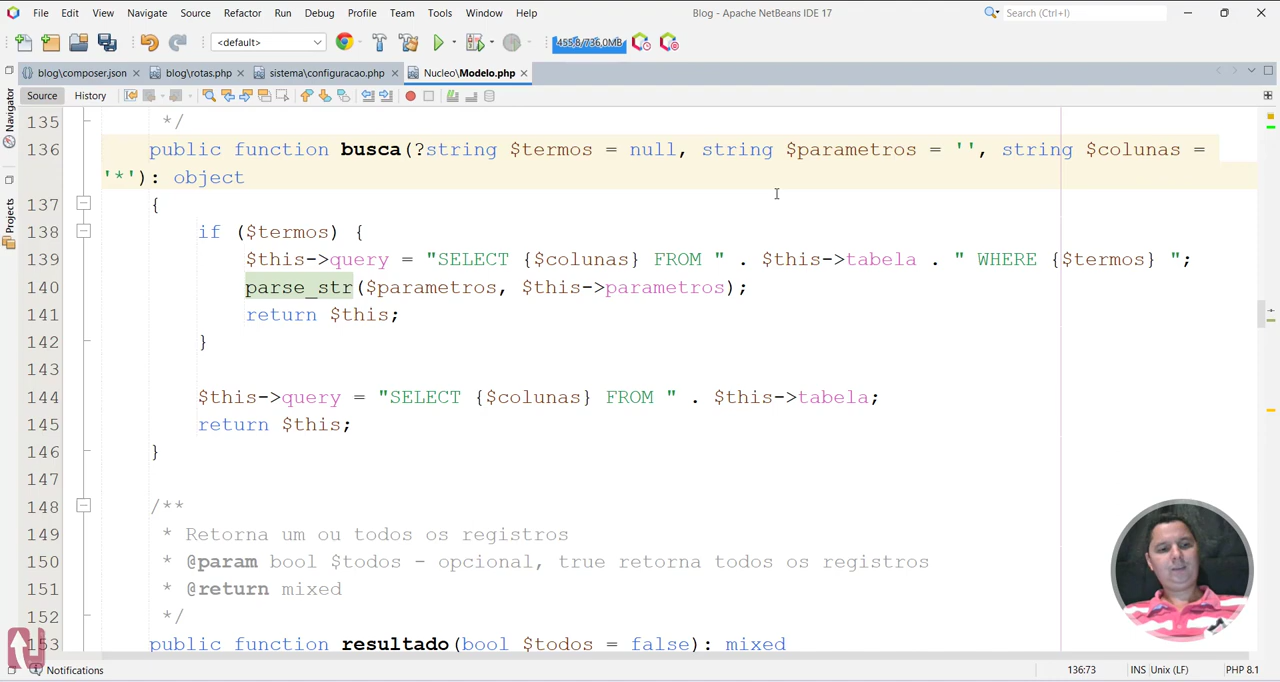 File Edit View Navigate Source Refactor Run Debug Profile Team Tools Window Help
Blog - Apache NetBeans IDE 17
Search (Ctrl+I)
<default>
455,8/736,0MB
blog\composer.json
blog\rotas.php
sistema\configuracao.php
Nucleo\Modelo.php
Source
History
Navigator
Projects
135 */
136 public function busca(?string $termos = null, string $parametros = '', string $colunas =
'*'): object
137 {
138 if ($termos) {
139 $this->query = "SELECT {$colunas} FROM " . $this->tabela . " WHERE {$termos} ";
140 parse_str($parametros, $this->parametros);
141 return $this;
142 }
143
144 $this->query = "SELECT {$colunas} FROM " . $this->tabela;
145 return $this;
146 }
147
148 /**
149 * Retorna um ou todos os registros
150 * @param bool $todos - opcional, true retorna todos os registros
151 * @return mixed
152 */
153 public function resultado(bool $todos = false): mixed
Notifications
136:73
INS
Unix (LF)
PHP 8.1